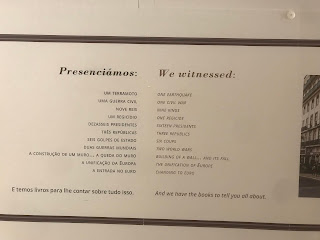 Presenciámos:
UM TERRAMOTO
UMA GUERRA CIVIL
NOVE REIS
UM REGICÍDIO
DEZASSEIS PRESIDENTES
TRÊS REPÚBLICAS
SEIS GOLPES DE ESTADO
DUAS GUERRAS MUNDIAIS
A CONSTRUÇÃO DE UM MURO... A QUEDA DO MURO
A UNIFICAÇÃO DA EUROPA
A ENTRADA NO EURO
E temos livros para lhe contar sobre tudo isso.
We witnessed:
ONE EARTHQUAKE
ONE CIVIL WAR
NINE KINGS
ONE REGICIDE
SIXTEEN PRESIDENTS
THREE REPUBLICS
SIX COUPS
TWO WORLD WARS
BUILDING OF A WALL... AND ITS FALL
THE UNIFICATION OF EUROPE
CHANGING TO EURO
And we have the books to tell you all about.